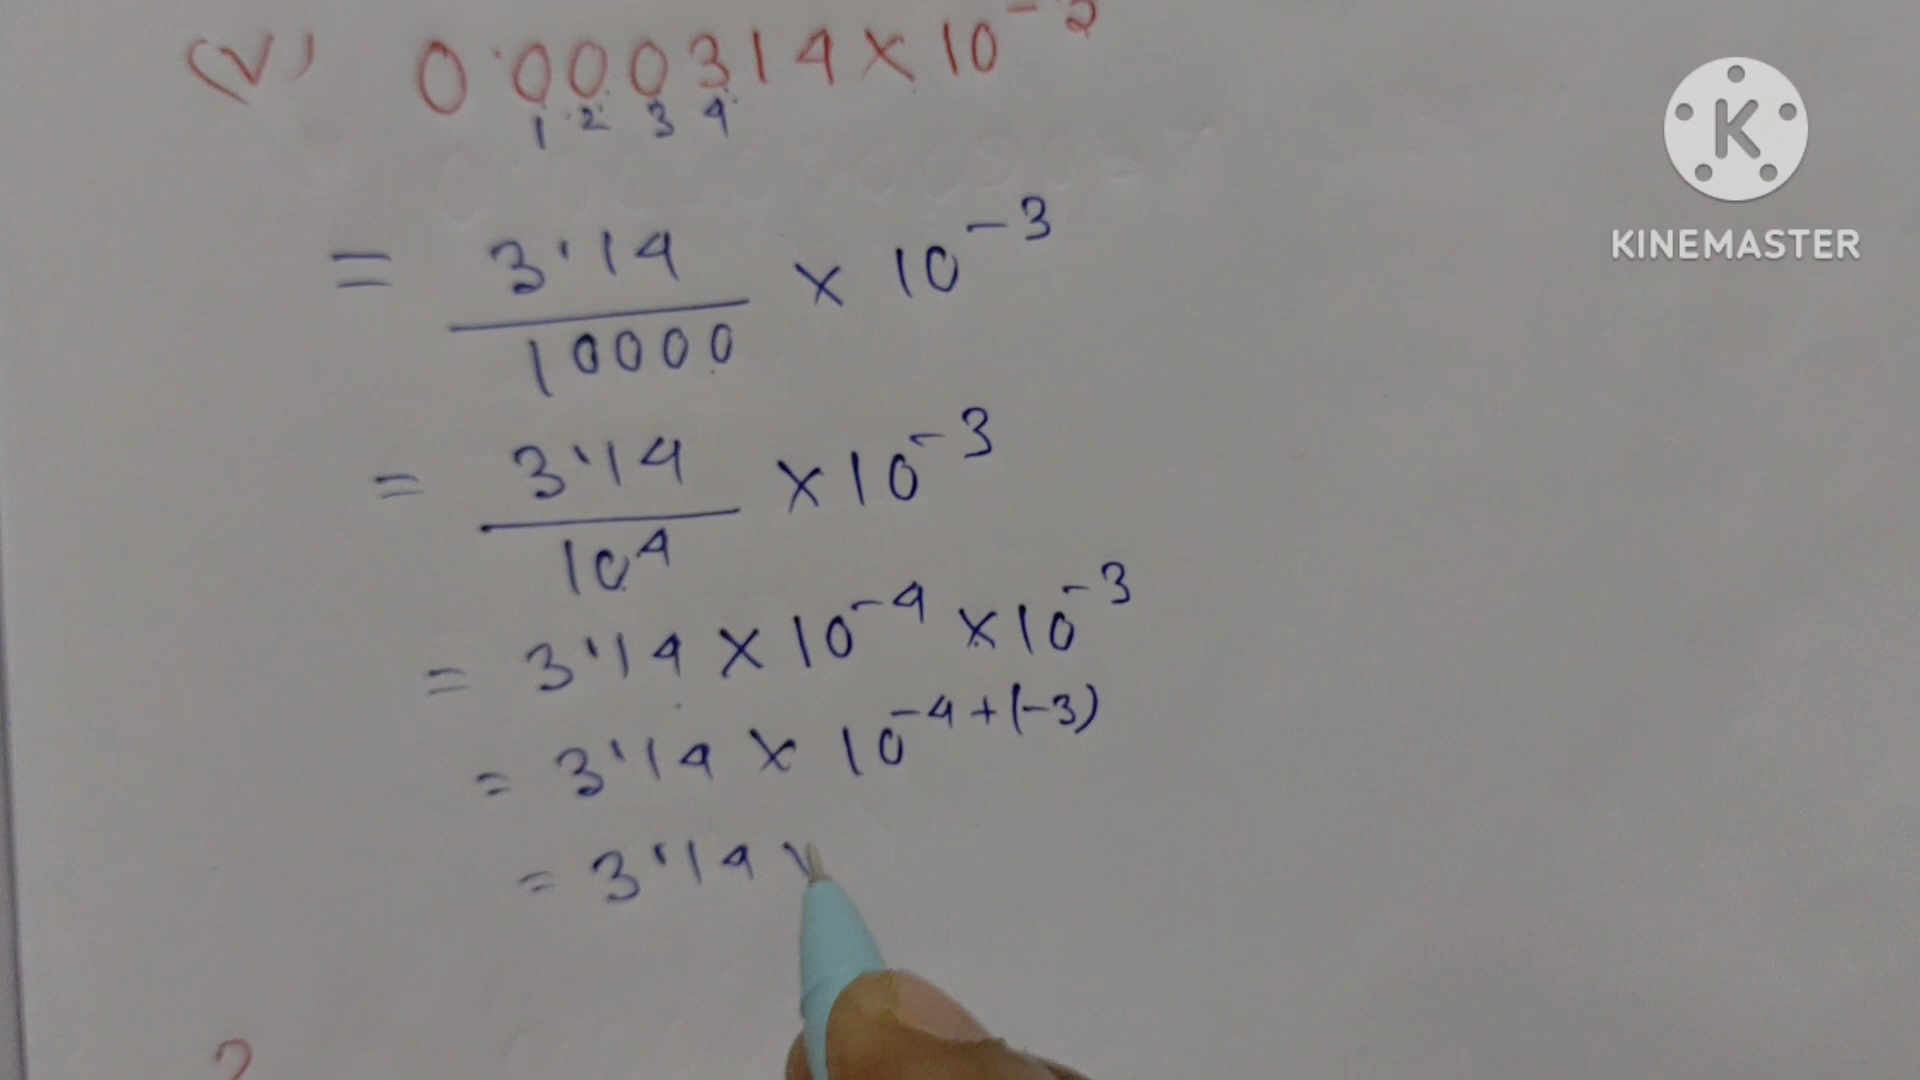 (V) 0.000314 × 10⁻³
1 2 3 4
= 3.14 / 10000 × 10⁻³
= 3.14 / 10⁴ × 10⁻³
= 3.14 × 10⁻⁴ × 10⁻³
= 3.14 × 10⁻⁴⁺⁽⁻³⁾
= 3.14
K
KINEMASTER